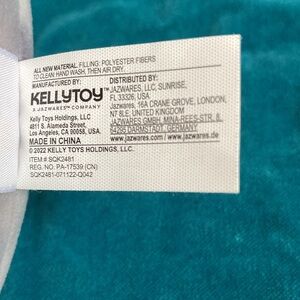 ALL NEW MATERIAL. FILLING: POLYESTER FIBERS
TO CLEAN: HAND WASH, THEN AIR DRY.
MANUFACTURED BY:
KELLYTOY™
A JAZWARES™ COMPANY
Kelly Toys Holdings, LLC
4811 S. Alameda Street,
Los Angeles, CA 90058, USA
MADE IN CHINA
© 2022 KELLY TOYS HOLDINGS, LLC.
ITEM # SQK2481
REG. NO. PA-17539 (CN)
SQK2481-071122-Q042
DISTRIBUTED BY:
JAZWARES, LLC, SUNRISE,
FL 33326, USA
Jazwares, 16A CRANE GROVE, LONDON,
N7 8LE, UNITED KINGDOM
JAZWARES GMBH, MINA-REES-STR. 8,
64295 DARMSTADT, GERMANY
www.jazwares.de
www.jazwares.com